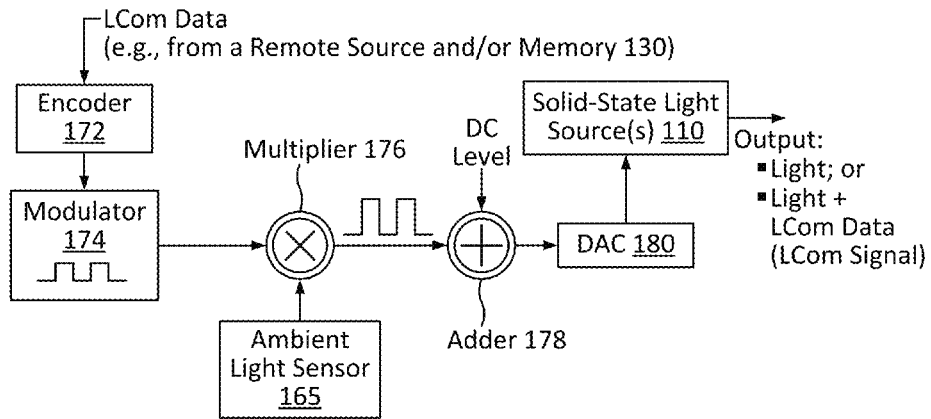 LCom Data
(e.g., from a Remote Source and/or Memory 130)
Encoder
172
Modulator
174
Multiplier 176
Ambient
Light Sensor
165
DC
Level
Adder 178
DAC 180
Solid-State Light
Source(s) 110
Output:
▪Light; or
▪Light +
LCom Data
(LCom Signal)